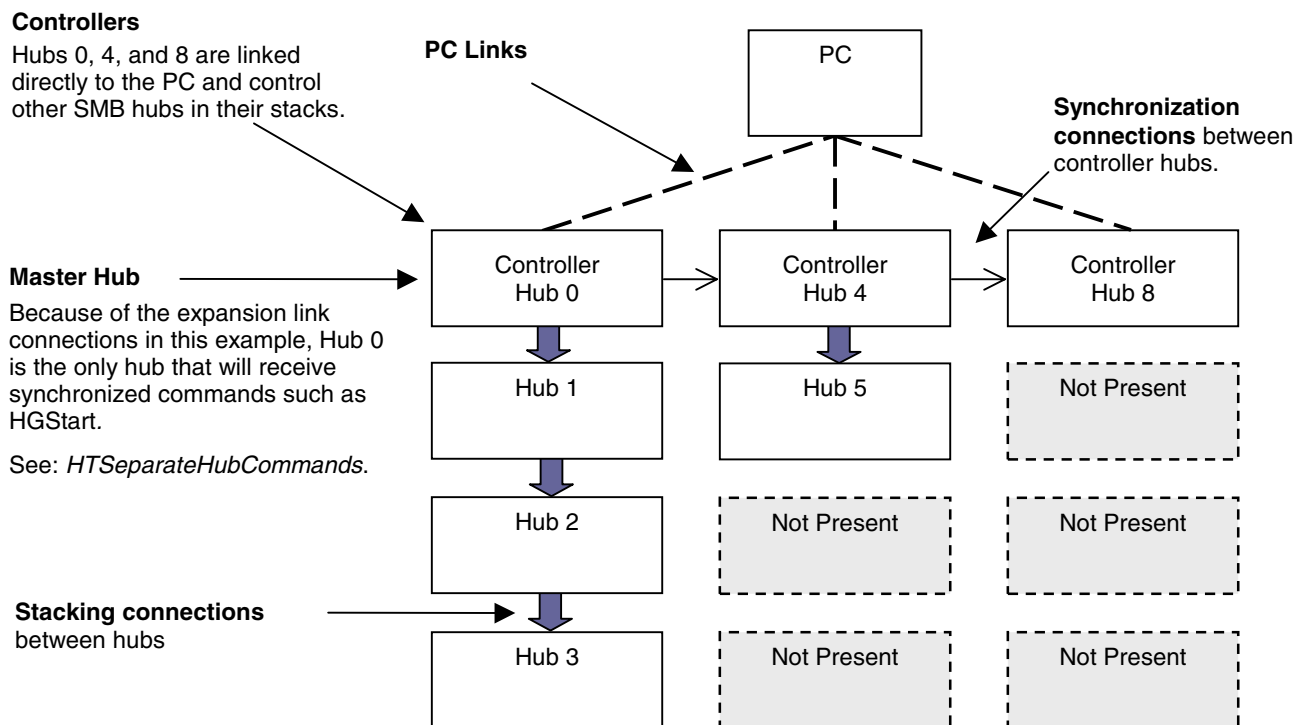 Controllers
Hubs 0, 4, and 8 are linked
directly to the PC and control
other SMB hubs in their stacks.
PC Links
PC
Synchronization
connections between
controller hubs.
Master Hub
Because of the expansion link
connections in this example, Hub 0
is the only hub that will receive
synchronized commands such as
HGStart.
See: HTSeparateHubCommands.
Controller
Hub 0
Controller
Hub 4
Controller
Hub 8
Hub 1
Hub 5
Not Present
Hub 2
Not Present
Not Present
Stacking connections
between hubs
Hub 3
Not Present
Not Present